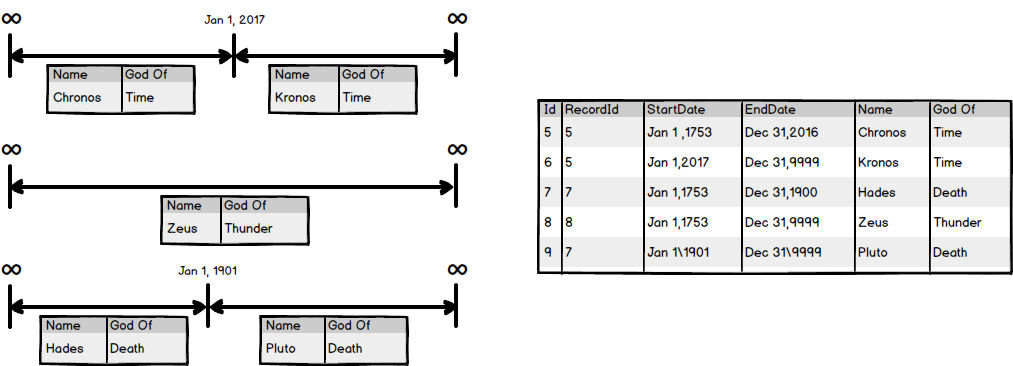 ∞ Jan 1, 2017 ∞
Name God Of
Chronos Time
Name God Of
Kronos Time
∞ ∞
Name God Of
Zeus Thunder
∞ Jan 1, 1901 ∞
Name God Of
Hades Death
Name God Of
Pluto Death
Id RecordId StartDate EndDate Name God Of
5 5 Jan 1 ,1753 Dec 31,2016 Chronos Time
6 5 Jan 1,2017 Dec 31,9999 Kronos Time
7 7 Jan 1,1753 Dec 31,1900 Hades Death
8 8 Jan 1,1753 Dec 31,9999 Zeus Thunder
9 7 Jan 1\1901 Dec 31\9999 Pluto Death